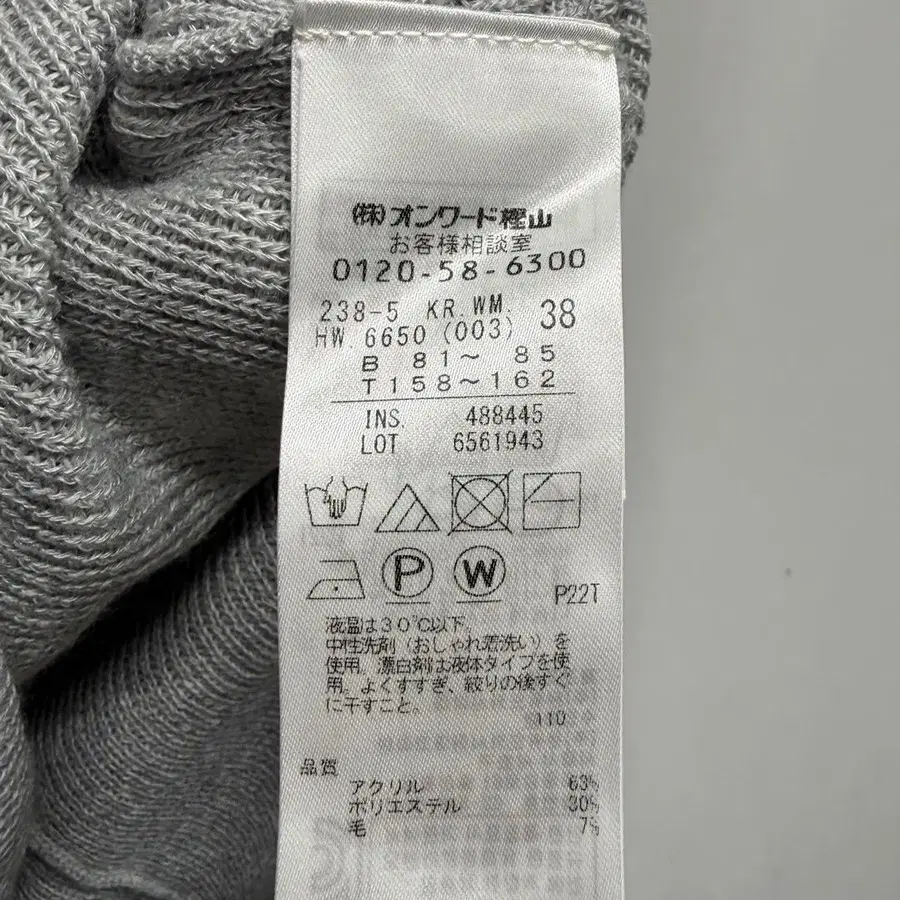 (株)オンワード樫山
お客様相談室
0120-58-6300
238-5 KR.WM. 38
HW.6650 (003)
B 81〜 85
T158〜162
INS. 488445
LOT 6561943
P W
P22T
液温は30℃以下。
中性洗剤（おしゃれ着洗い）を
使用。漂白剤は液体タイプを使
用。よくすすぎ、絞りの後すぐ
に干すこと。
110
品質
アクリル 63%
ポリエステル 30%
毛 7%